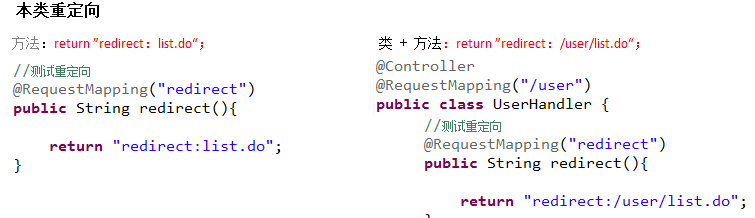 本类重定向
方法：return ”redirect：list.do“；
//测试重定向
@RequestMapping("redirect")
public String redirect(){
return "redirect:list.do";
}
类 + 方法：return ”redirect：/user/list.do“；
@Controller
@RequestMapping("/user")
public class UserHandler {
//测试重定向
@RequestMapping("redirect")
public String redirect(){
return "redirect:/user/list.do";